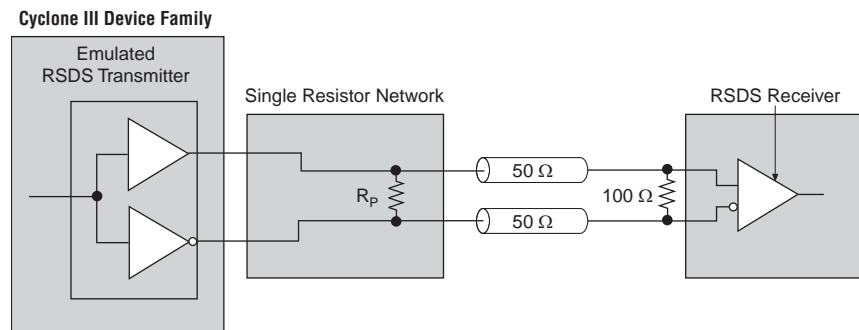 Cyclone III Device Family
Emulated
RSDS Transmitter
Single Resistor Network
RSDS Receiver
50 Ω
RP
100 Ω
50 Ω